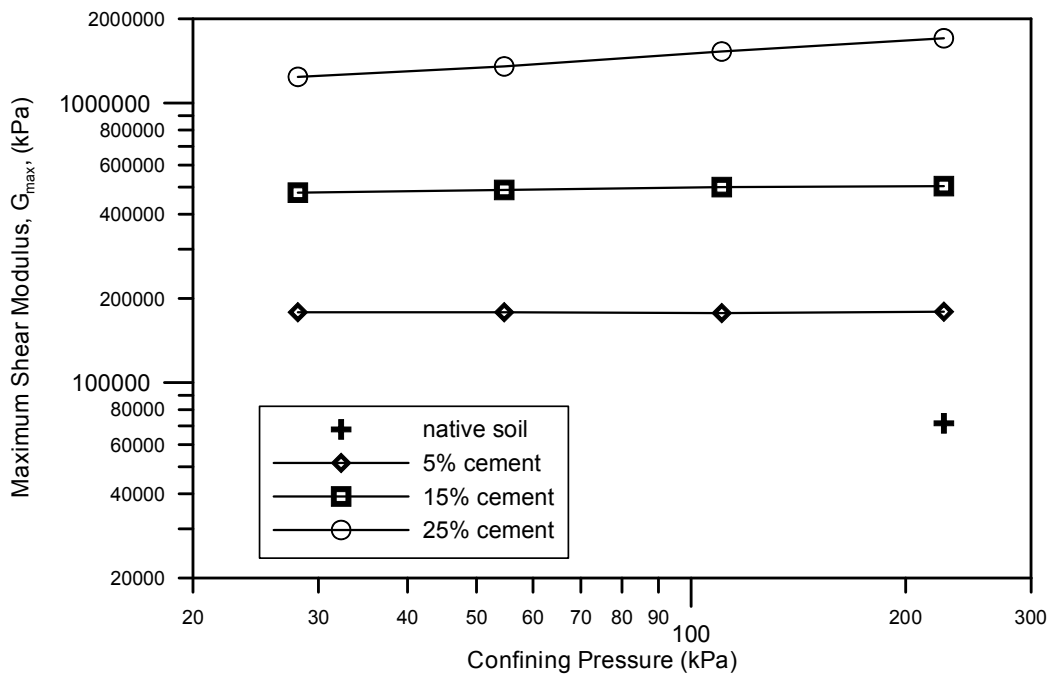 2000000
1000000
800000
600000
400000
200000
100000
80000
60000
40000
20000
Maximum Shear Modulus, Gmax, (kPa)
native soil
5% cement
15% cement
25% cement
20 30 40 50 60 70 80 90 100 200 300
Confining Pressure (kPa)